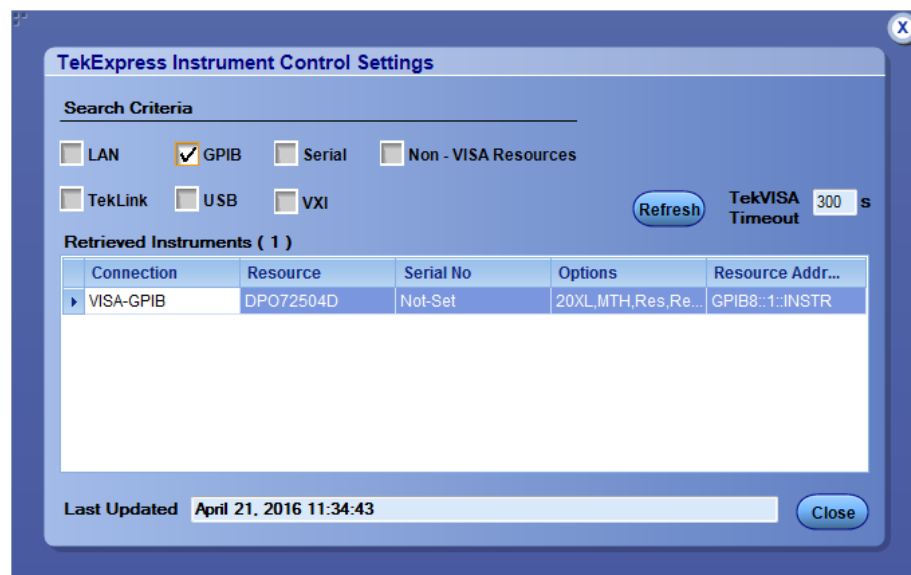 X
TekExpress Instrument Control Settings
Search Criteria
LAN GPIB Serial Non - VISA Resources
TekLink USB VXI
Refresh TekVISA Timeout 300 s
Retrieved Instruments ( 1 )
Connection Resource Serial No Options Resource Addr...
VISA-GPIB DPO72504D Not-Set 20XL,MTH,Res,Re... GPIB8::1::INSTR
Last Updated April 21, 2016 11:34:43 Close